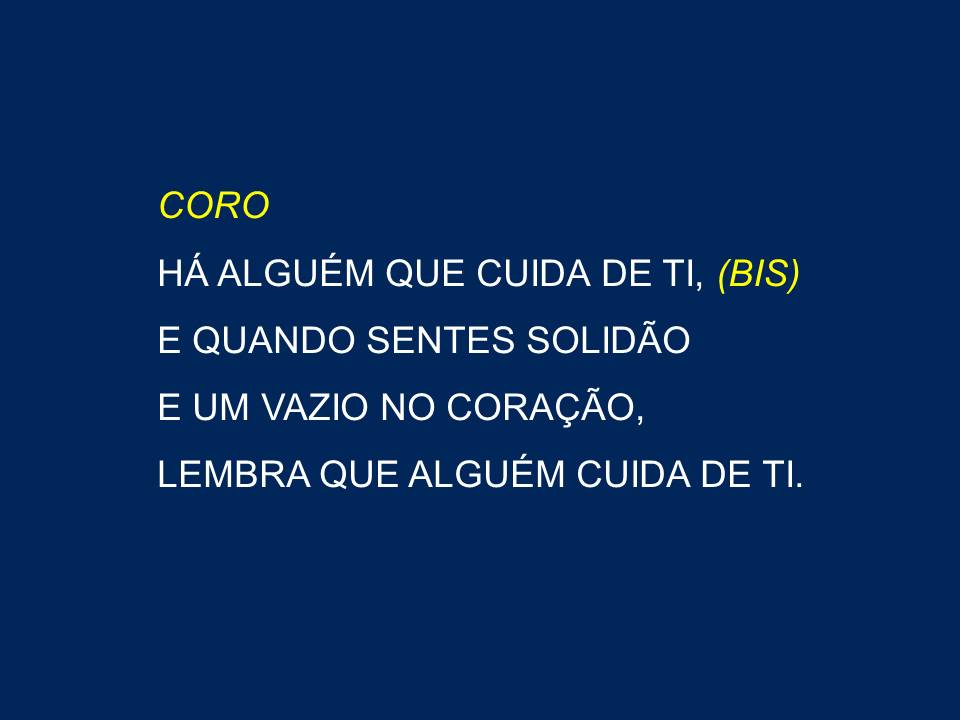 CORO
HÁ ALGUÉM QUE CUIDA DE TI, (BIS)
E QUANDO SENTES SOLIDÃO
E UM VAZIO NO CORAÇÃO,
LEMBRA QUE ALGUÉM CUIDA DE TI.